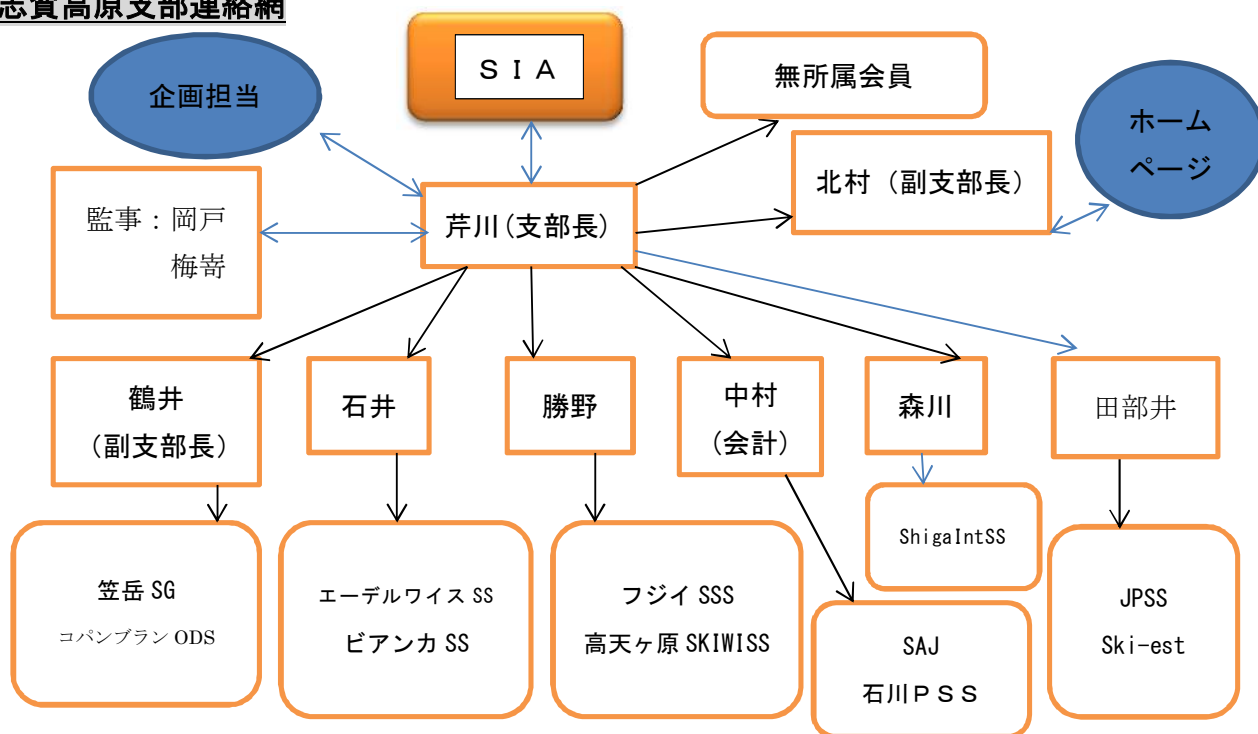 志賀高原支部連絡網
ＳＩＡ
企画担当
無所属会員
ホーム
ページ
北村（副支部長）
監事：岡戸
梅嵜
芹川(支部長)
鶴井
(副支部長)
石井
勝野
中村
(会計)
森川
田部井
笠岳 SG
コパンブラン ODS
エーデルワイス SS
ビアンカ SS
フジイ SSS
高天ヶ原 SKIWISS
SAJ
石川ＰＳＳ
ShigaIntSS
JPSS
Ski-est